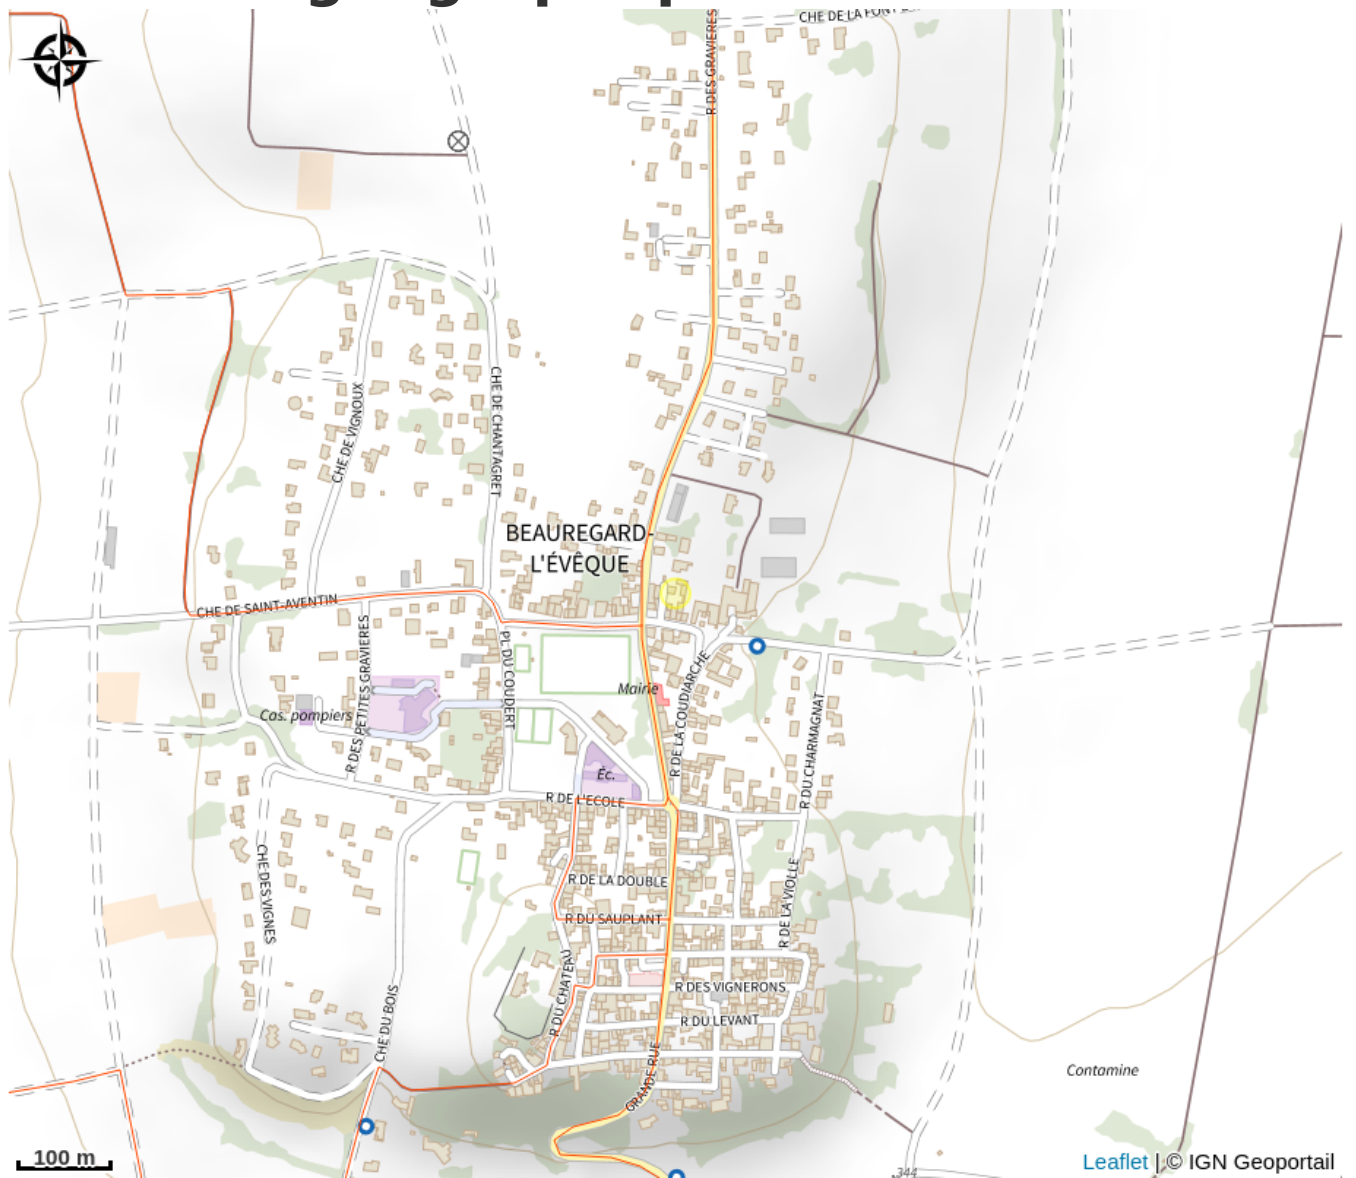 CHE DE LA FONT
R DES GRAVIERES
CHE DE VIGNOUX
CHE DE CHANTAGRET
BEAUREGARD-
L'ÉVÊQUE
CHE DE SAINT-AVENTIN
R DES PETITES GRAVIERES
PL DU COUDERT
Mairie
R DE LA COUDIARCHE
Cas. pompiers
R DU CHARMAGNAT
Éc.
R DE L'ECOLE
CHE DES VIGNES
R DE LA DOUBLE
R DE LA VIOLLE
R DU SAUPLANT
R DU CHATEAU
R DES VIGNERONS
CHE DU BOIS
R DU LEVANT
GRANDE RUE
Contamine
100 m
344
Leaflet | © IGN Geoportail